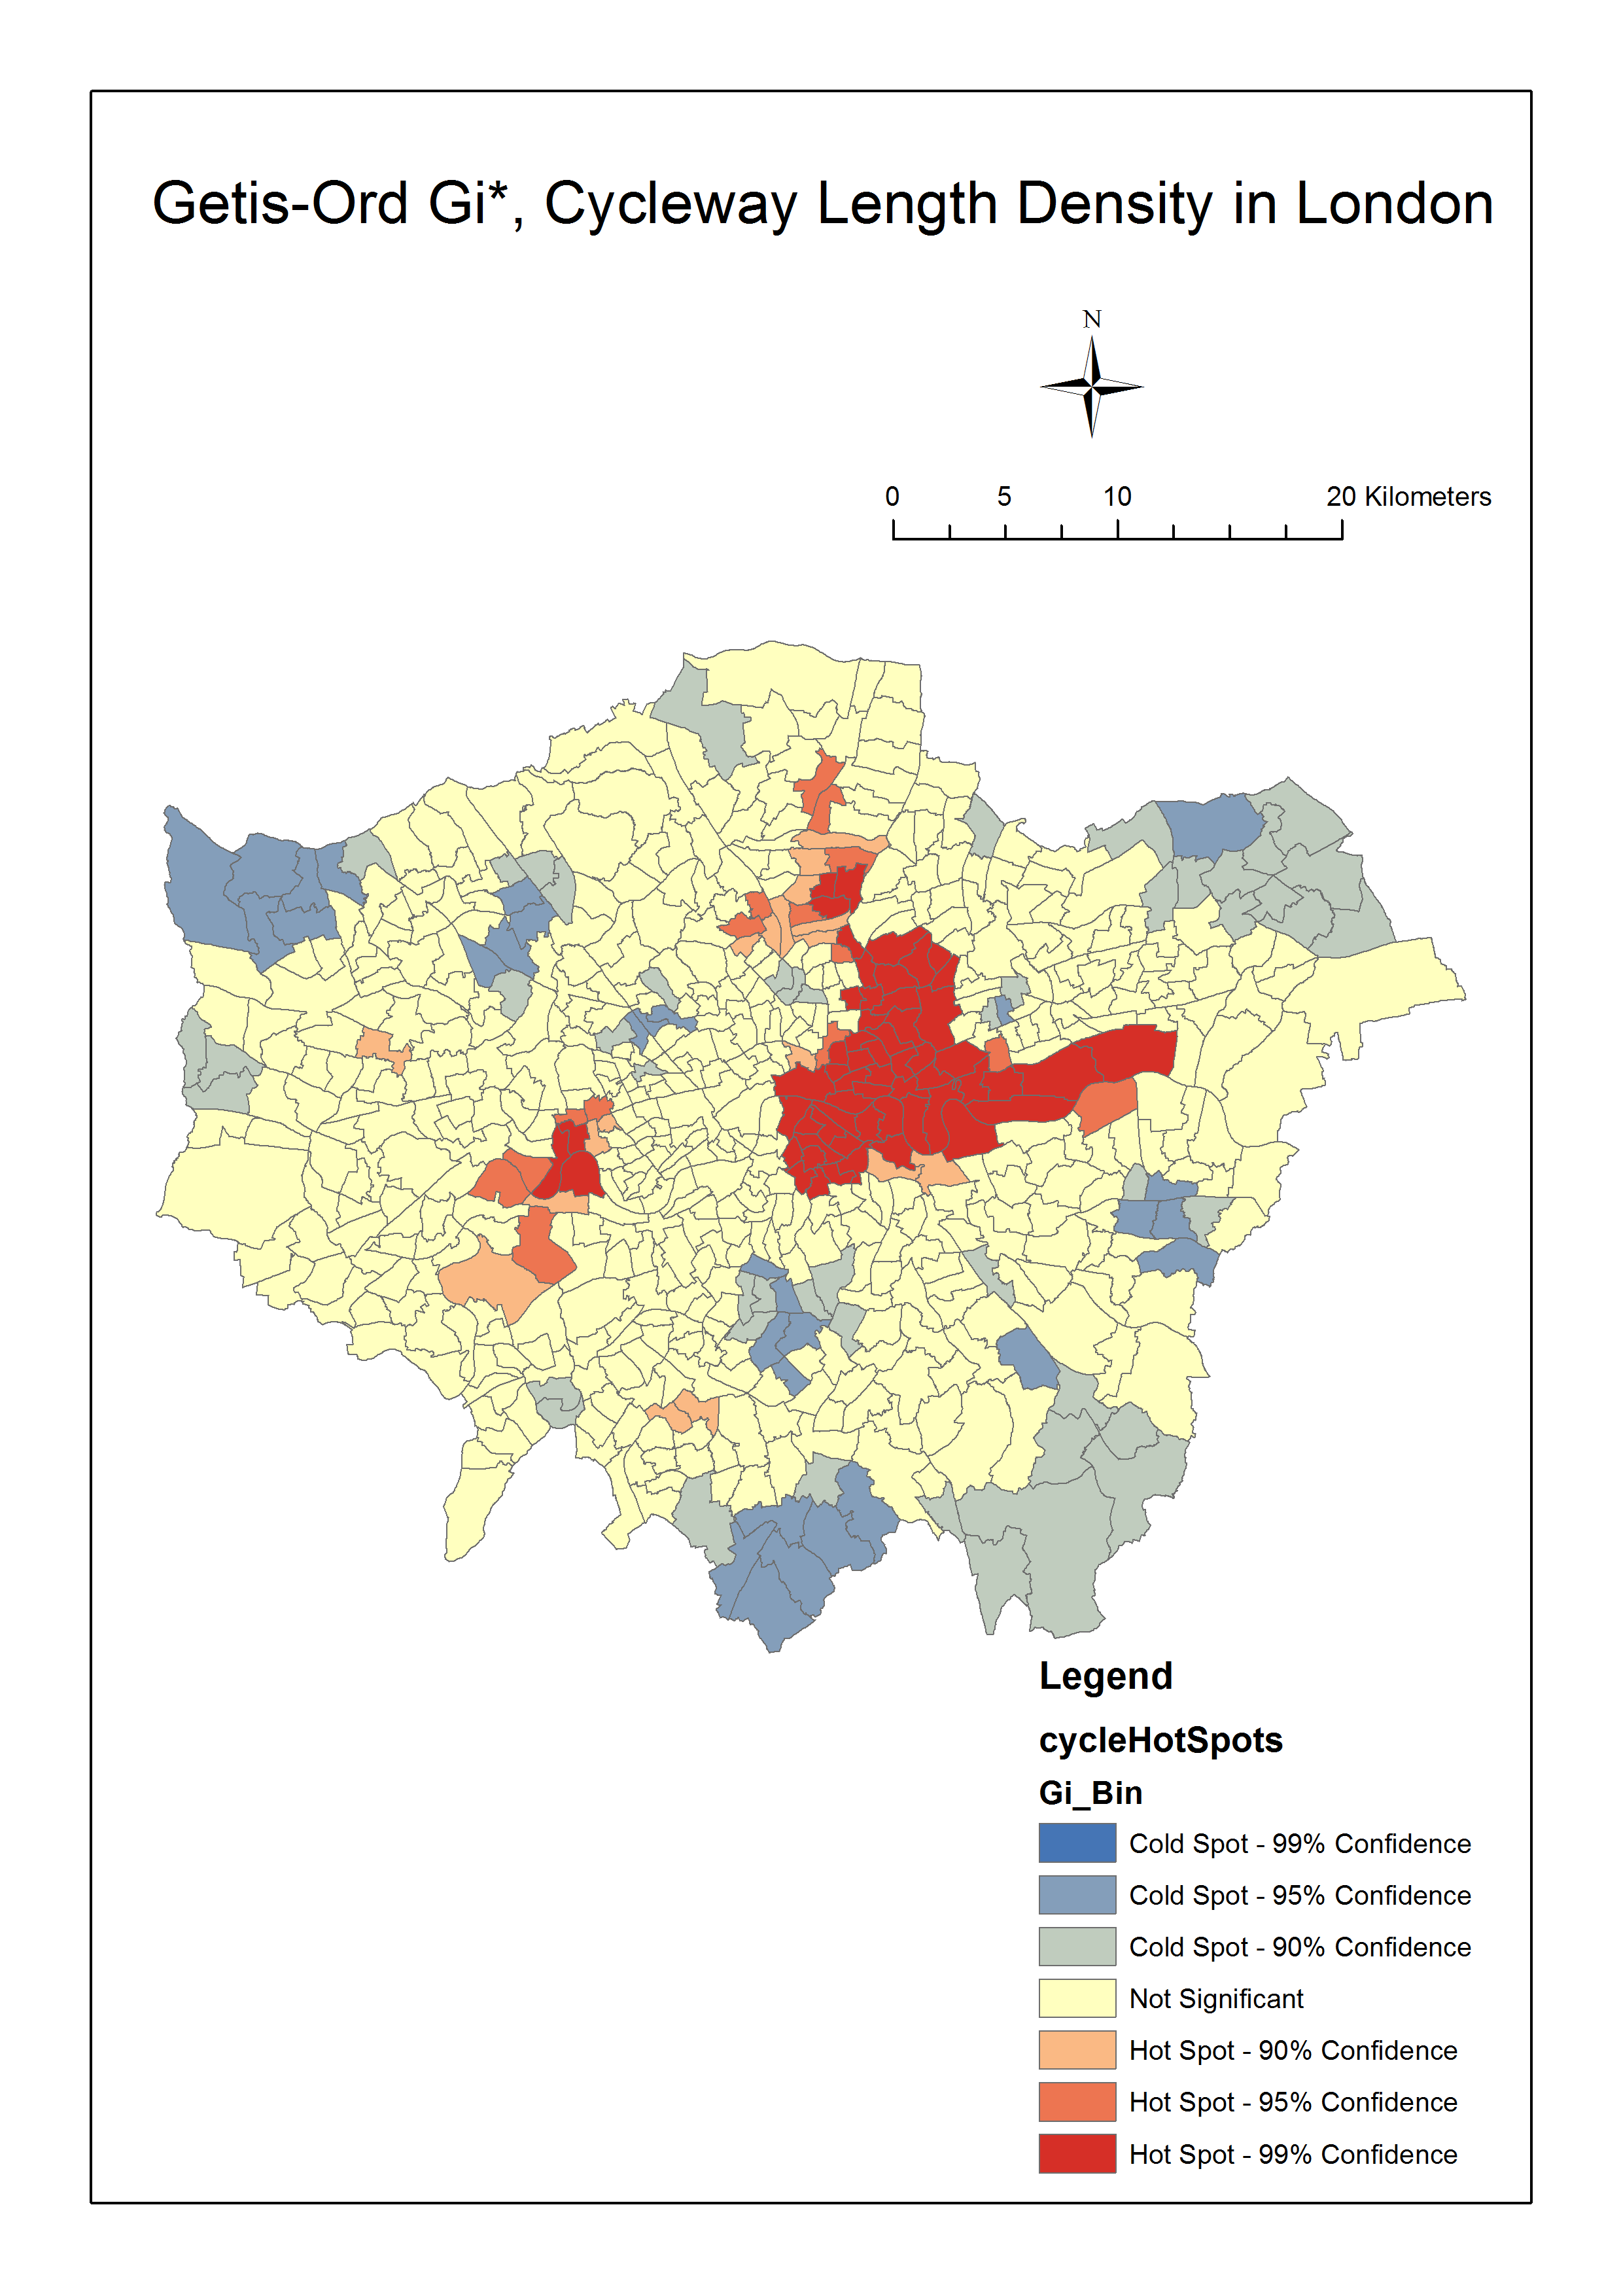 Getis-Ord Gi*, Cycleway Length Density in London
N
0 5 10 20 Kilometers
Legend
cycleHotSpots
Gi_Bin
Cold Spot - 99% Confidence
Cold Spot - 95% Confidence
Cold Spot - 90% Confidence
Not Significant
Hot Spot - 90% Confidence
Hot Spot - 95% Confidence
Hot Spot - 99% Confidence